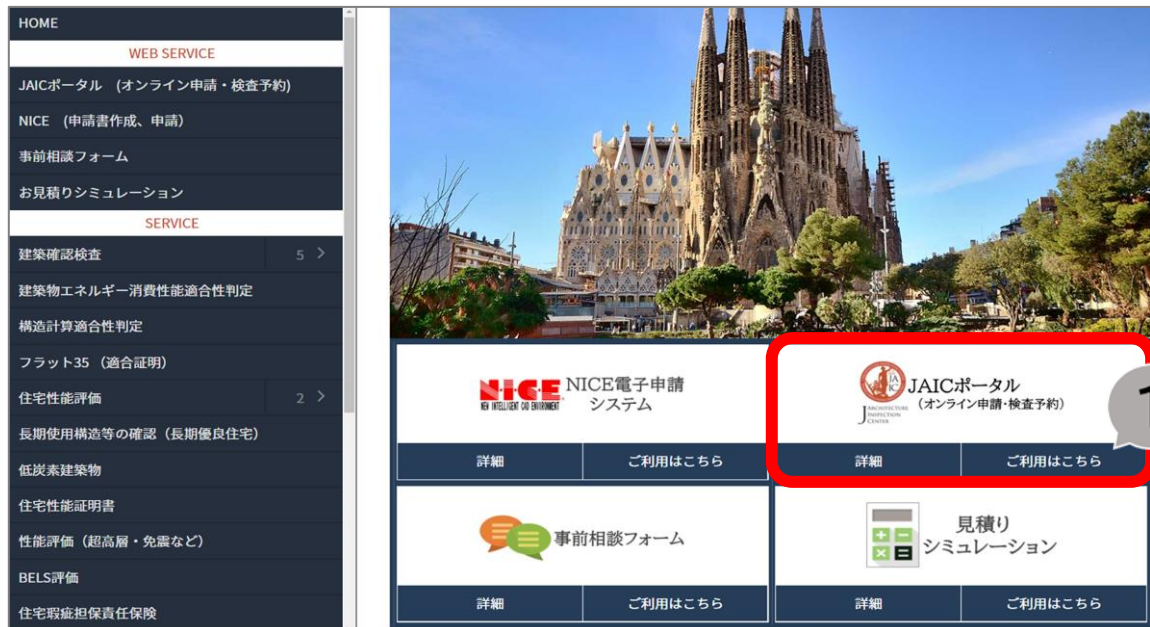 HOME
WEB SERVICE
JAICポータル (オンライン申請・検査予約)
NICE (申請書作成、申請)
事前相談フォーム
お見積りシミュレーション
SERVICE
建築確認検査 5 >
建築物エネルギー消費性能適合性判定
構造計算適合性判定
フラット35 (適合証明)
住宅性能評価 2 >
長期使用構造等の確認（長期優良住宅）
低炭素建築物
住宅性能証明書
性能評価（超高層・免震など）
BELS評価
住宅瑕疵担保責任保険
N・I・C・E
NEW INTELLIGENT CAD ENVIRONMENT
NICE電子申請
システム
詳細 ご利用はこちら
JAIC
ARCHITECTURE
INSPECTION
CENTER
JAICポータル
(オンライン申請・検査予約)
1
詳細 ご利用はこちら
事前相談フォーム
詳細 ご利用はこちら
見積り
シミュレーション
詳細 ご利用はこちら